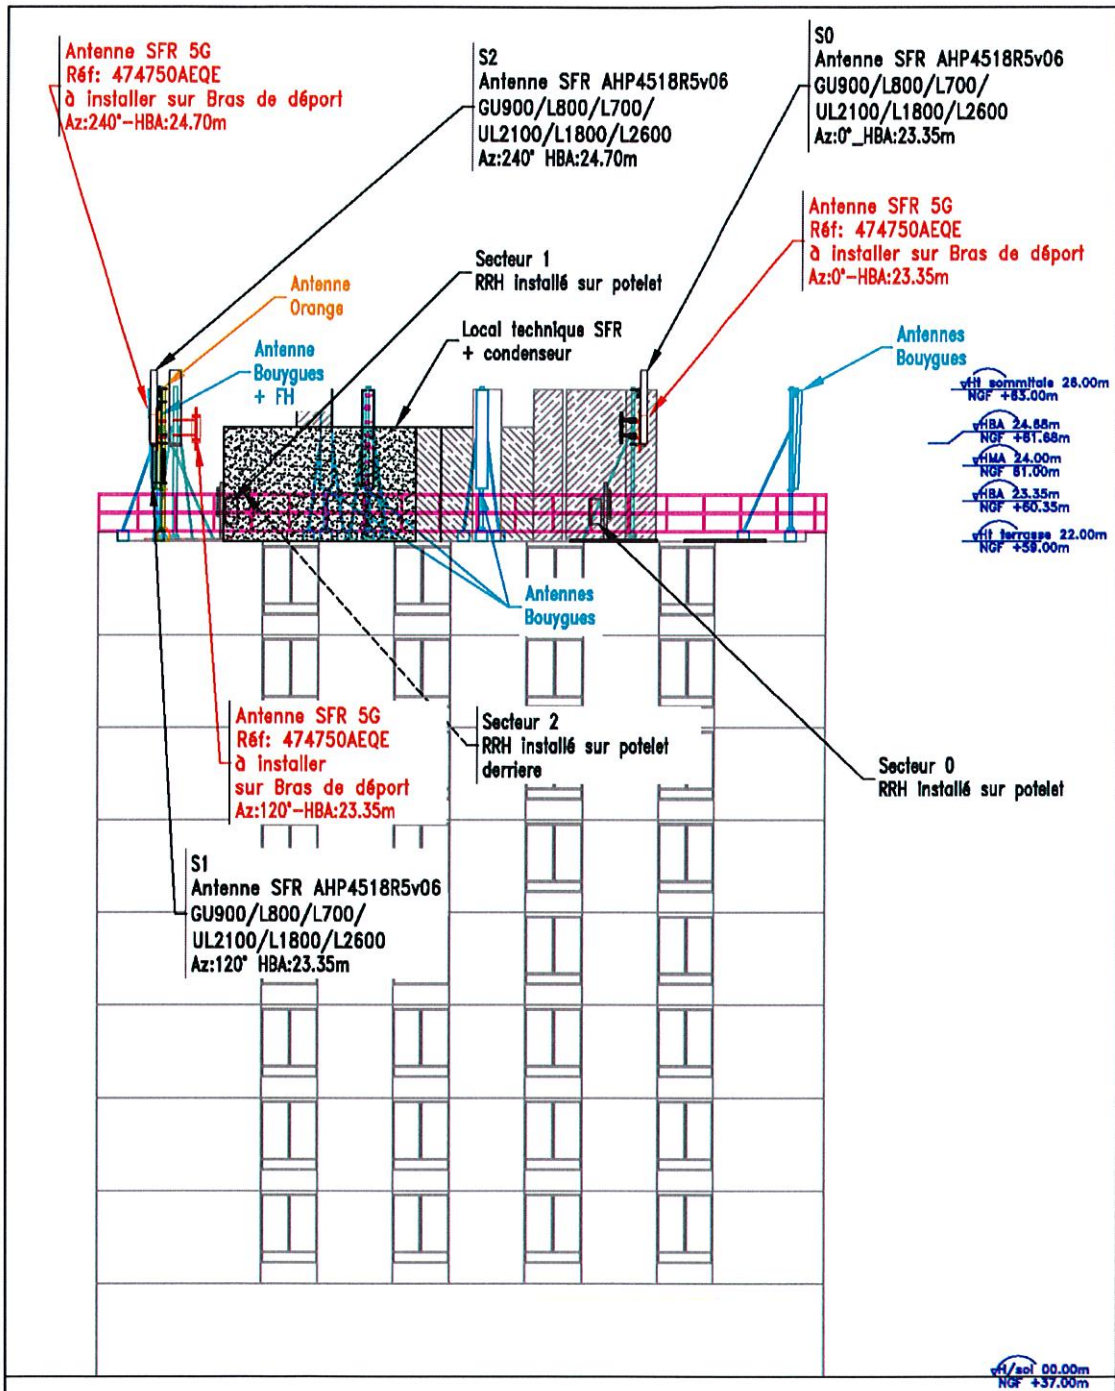 Antenne SFR 5G
Réf: 474750AEQE
à installer sur Bras de déport
Az:240°-HBA:24.70m
S2
Antenne SFR AHP4518R5v06
GU900/L800/L700/
UL2100/L1800/L2600
Az:240° HBA:24.70m
S0
Antenne SFR AHP4518R5v06
GU900/L800/L700/
UL2100/L1800/L2600
Az:0°_HBA:23.35m
Antenne SFR 5G
Réf: 474750AEQE
à installer sur Bras de déport
Az:0°-HBA:23.35m
Secteur 1
RRH installé sur potelet
Antenne
Orange
Local technique SFR
+ condenseur
Antenne
Bouygues
+ FH
Antennes
Bouygues
Ht sommitale 26.00m
NGF +63.00m
HBA 24.68m
NGF +61.68m
HMA 24.00m
NGF 61.00m
HBA 23.35m
NGF +60.35m
Ht terrasse 22.00m
NGF +59.00m
Antennes
Bouygues
Antenne SFR 5G
Réf: 474750AEQE
à installer
sur Bras de déport
Az:120°-HBA:23.35m
Secteur 2
RRH installé sur potelet
derriere
Secteur 0
RRH installé sur potelet
S1
Antenne SFR AHP4518R5v06
GU900/L800/L700/
UL2100/L1800/L2600
Az:120° HBA:23.35m
H/sol 00.00m
NGF +37.00m